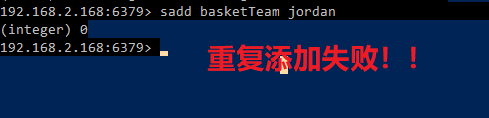 192.168.2.168:6379> sadd basketTeam jordan
(integer) 0
192.168.2.168:6379>
重复添加失败！！